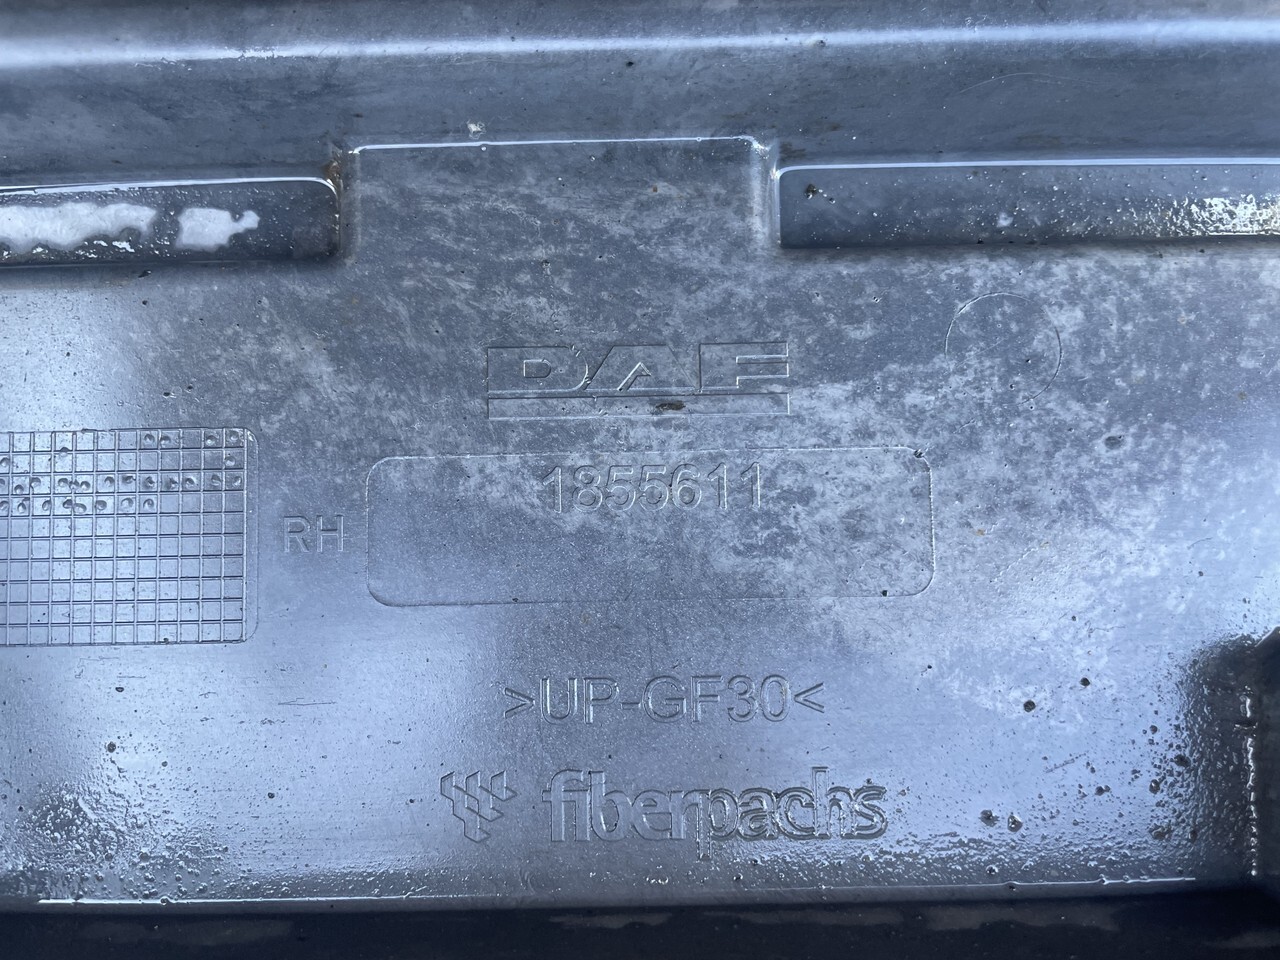 DAF
1855611
RH
>UP-GF30<
fiberpachs